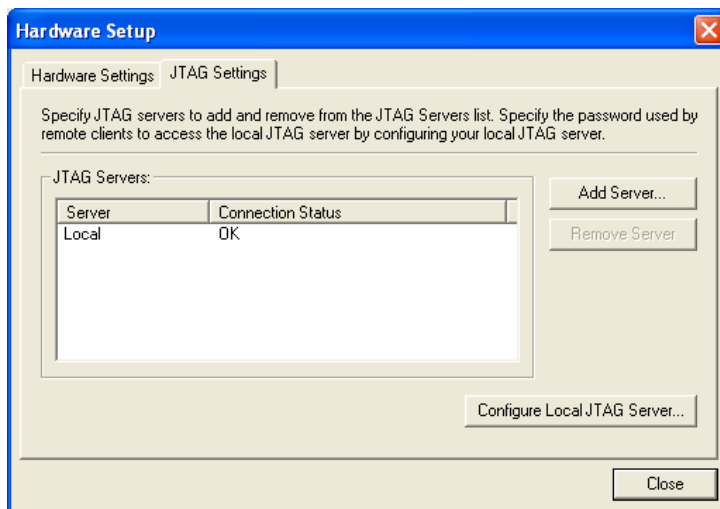 Hardware Setup
Hardware Settings JTAG Settings
Specify JTAG servers to add and remove from the JTAG Servers list. Specify the password used by
remote clients to access the local JTAG server by configuring your local JTAG server.
JTAG Servers:
Add Server...
Server Connection Status
Local OK
Remove Server
Configure Local JTAG Server...
Close